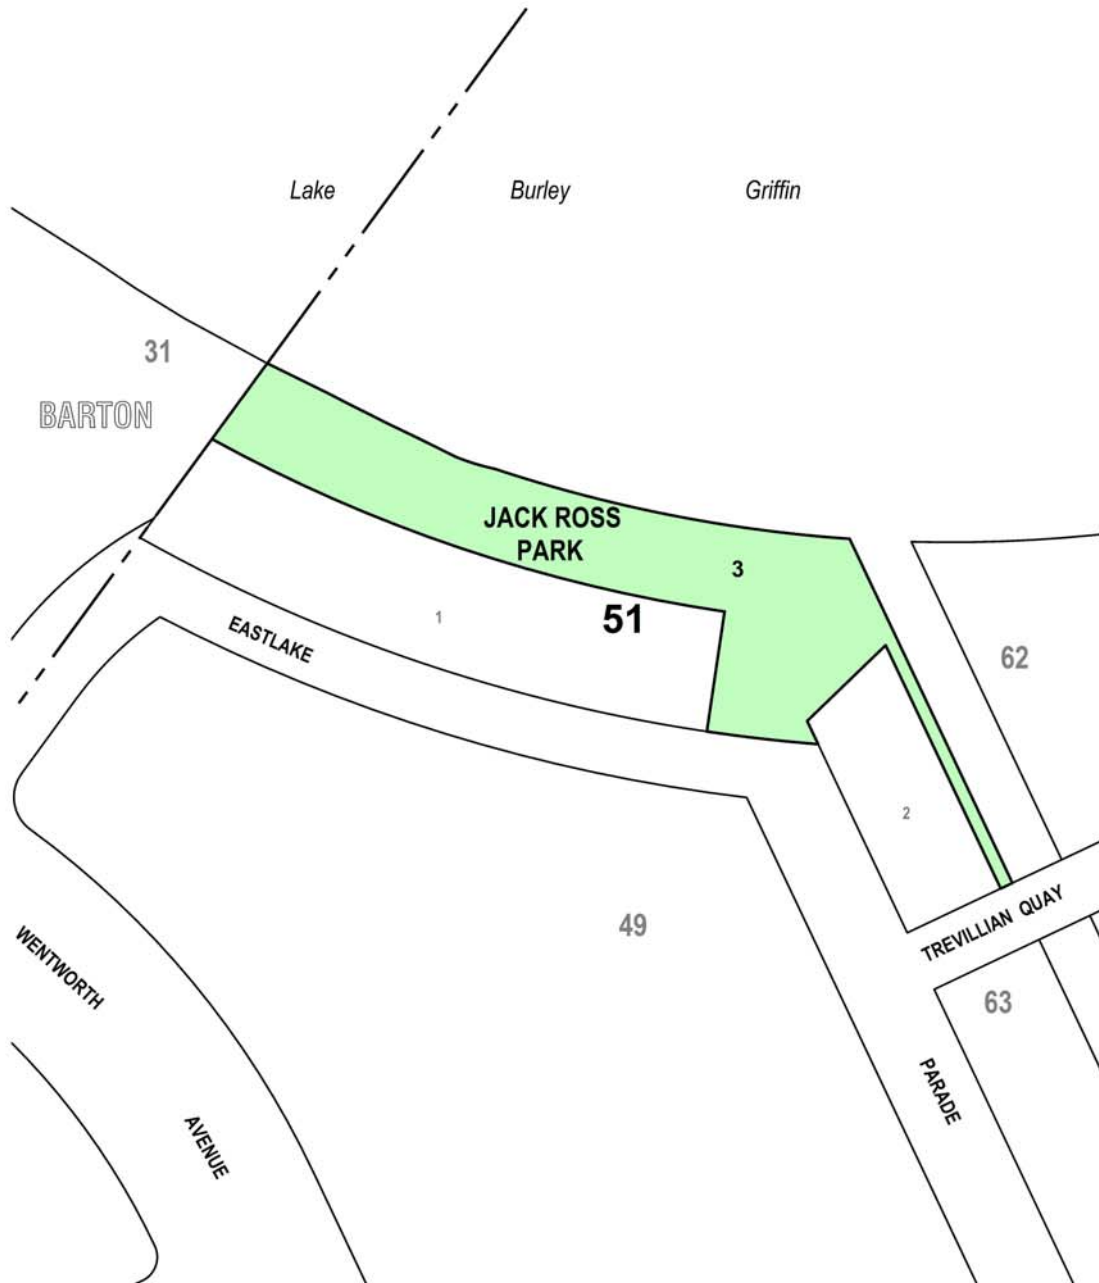 Lake Burley Griffin
31
BARTON
JACK ROSS
PARK
3
51
1
EASTLAKE
62
2
49
TREVILLIAN QUAY
WENTWORTH
63
PARADE
AVENUE